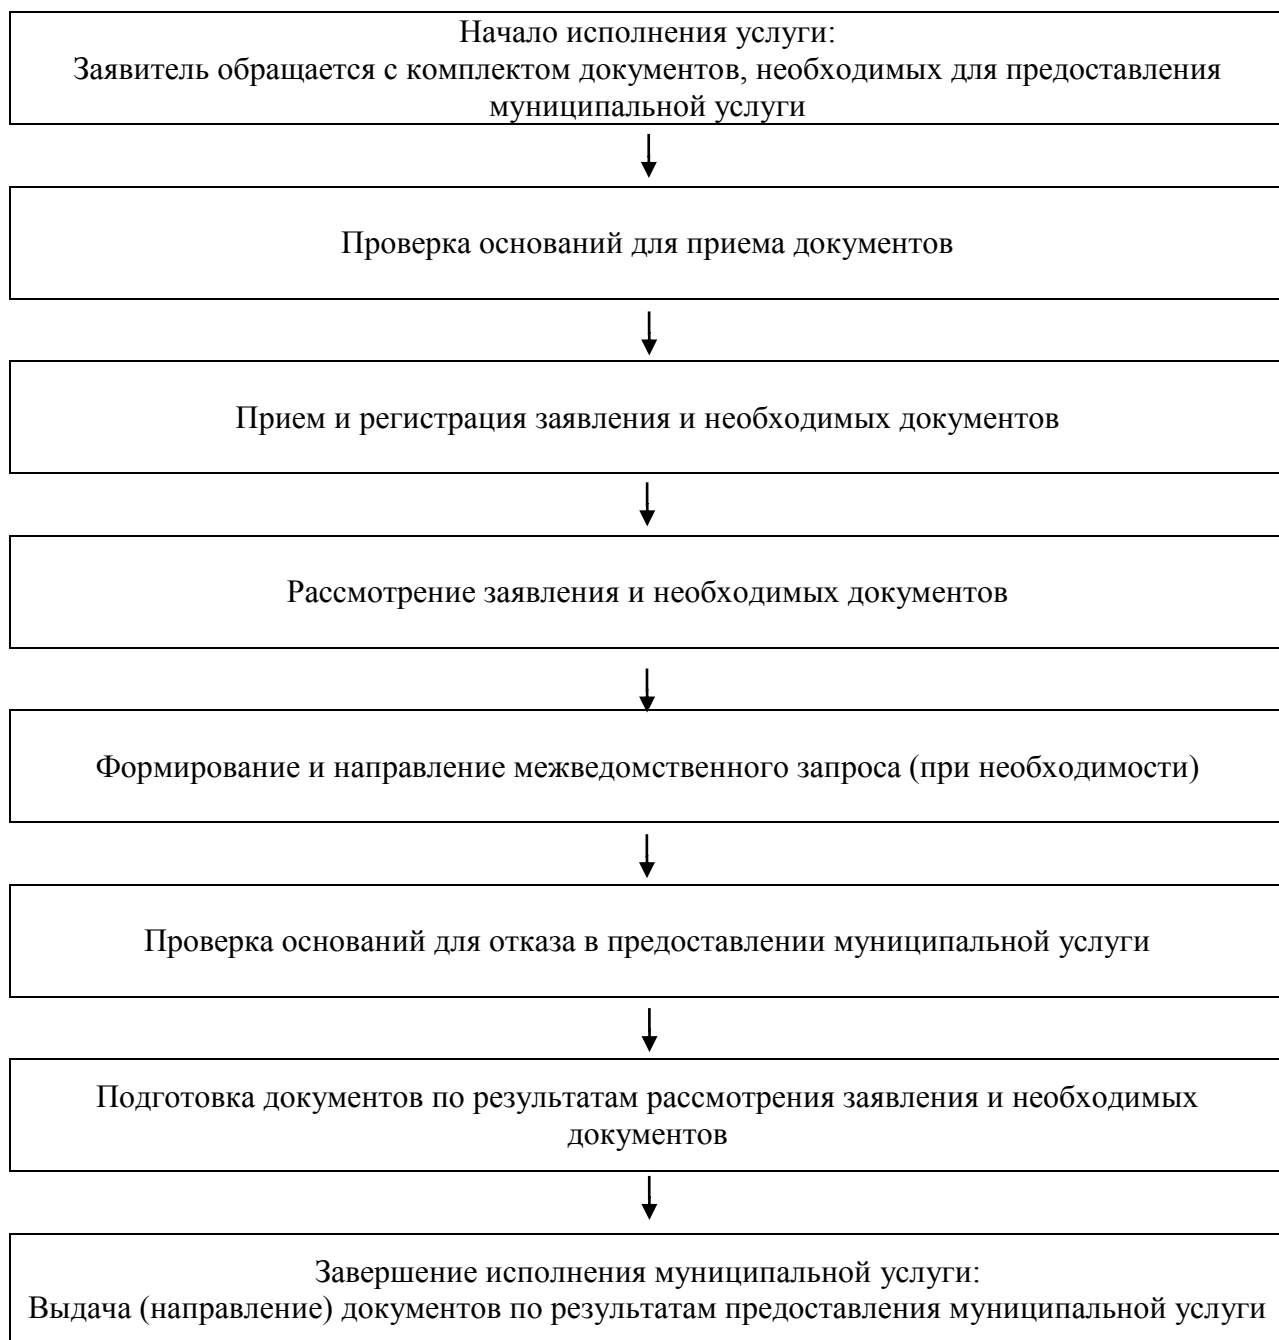 Начало исполнения услуги:
Заявитель обращается с комплектом документов, необходимых для предоставления
муниципальной услуги
Проверка оснований для приема документов
Прием и регистрация заявления и необходимых документов
Рассмотрение заявления и необходимых документов
Формирование и направление межведомственного запроса (при необходимости)
Проверка оснований для отказа в предоставлении муниципальной услуги
Подготовка документов по результатам рассмотрения заявления и необходимых
документов
Завершение исполнения муниципальной услуги:
Выдача (направление) документов по результатам предоставления муниципальной услуги